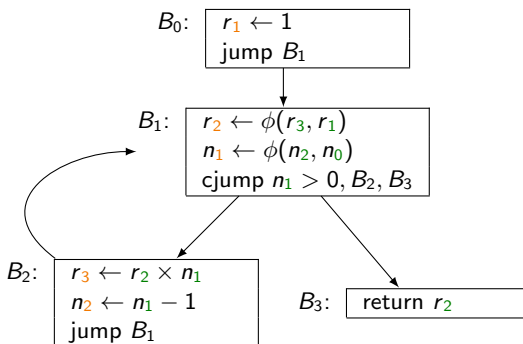 B₀: r₁ ← 1
jump B₁
B₁: r₂ ← ϕ(r₃, r₁)
n₁ ← ϕ(n₂, n₀)
cjump n₁ > 0, B₂, B₃
B₂: r₃ ← r₂ × n₁
n₂ ← n₁ − 1
jump B₁
B₃: return r₂